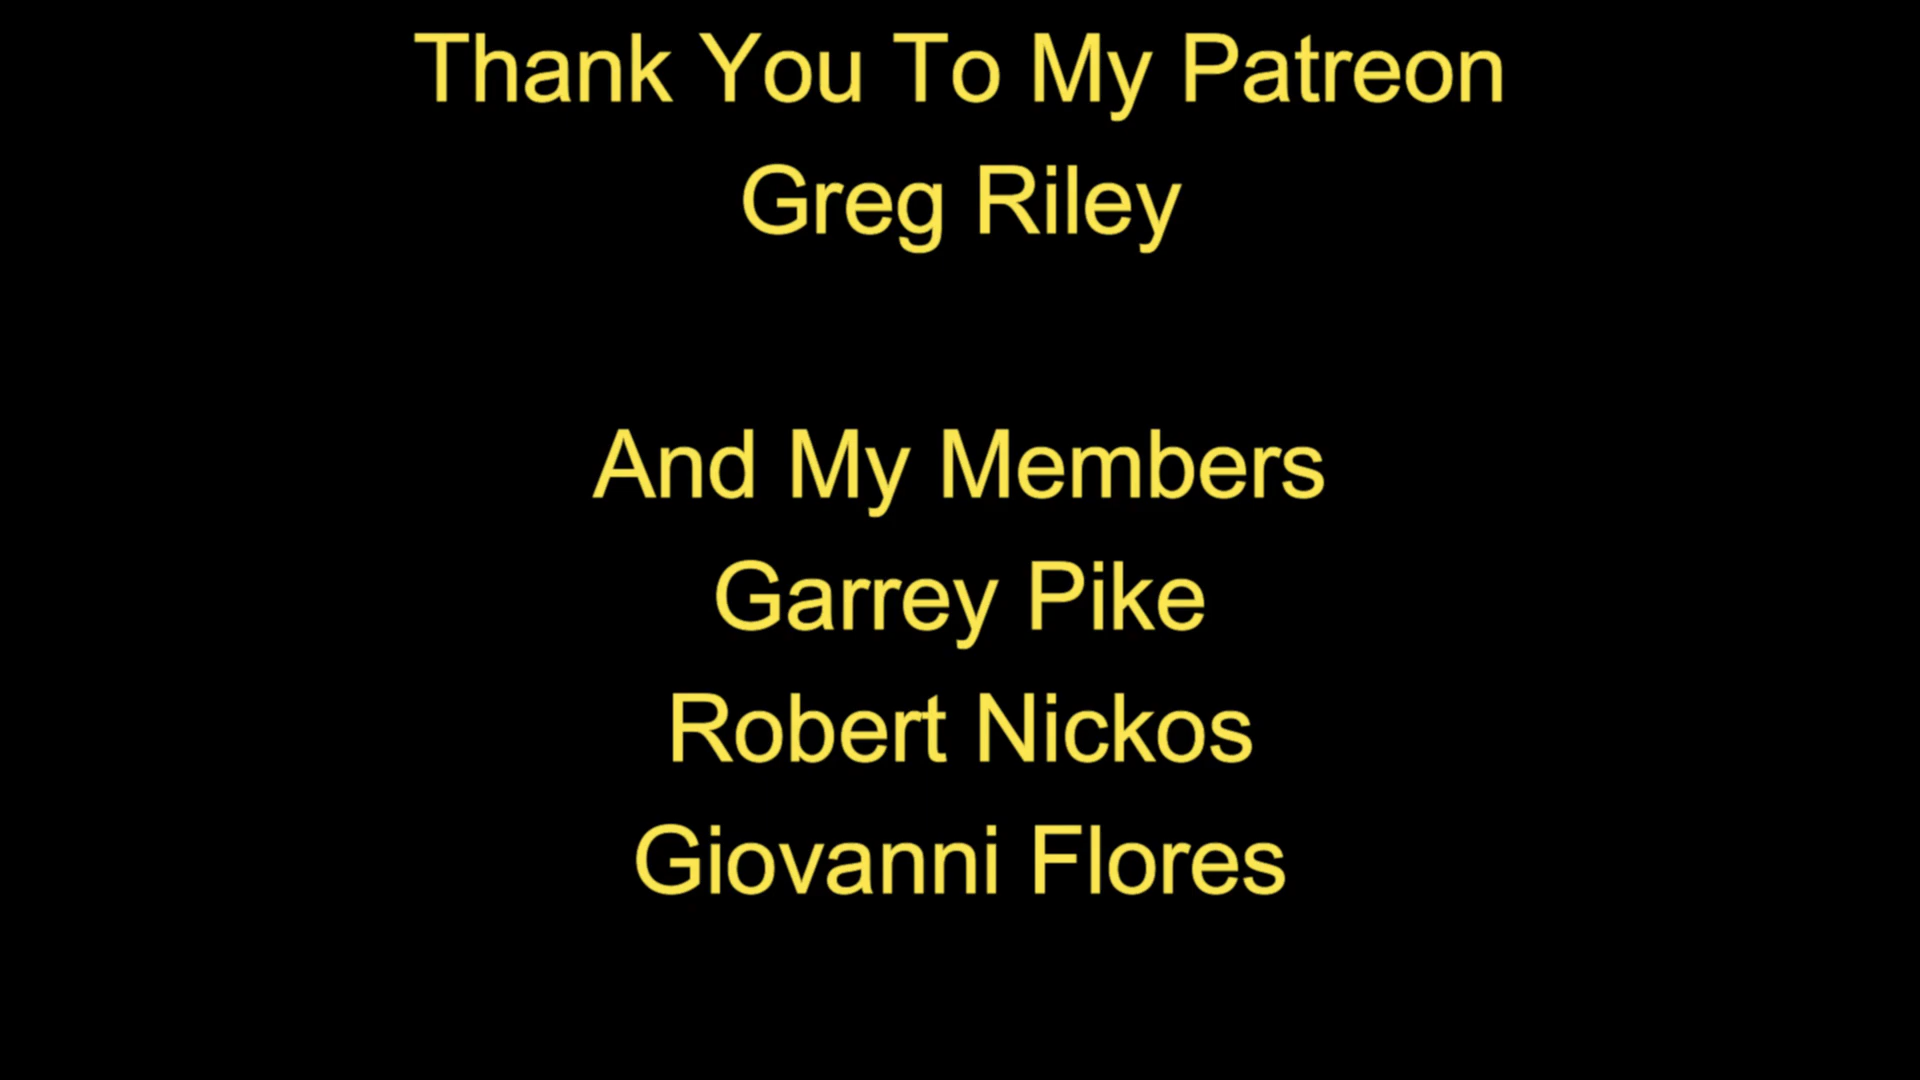 Thank You To My Patreon
Greg Riley
And My Members
Garrey Pike
Robert Nickos
Giovanni Flores